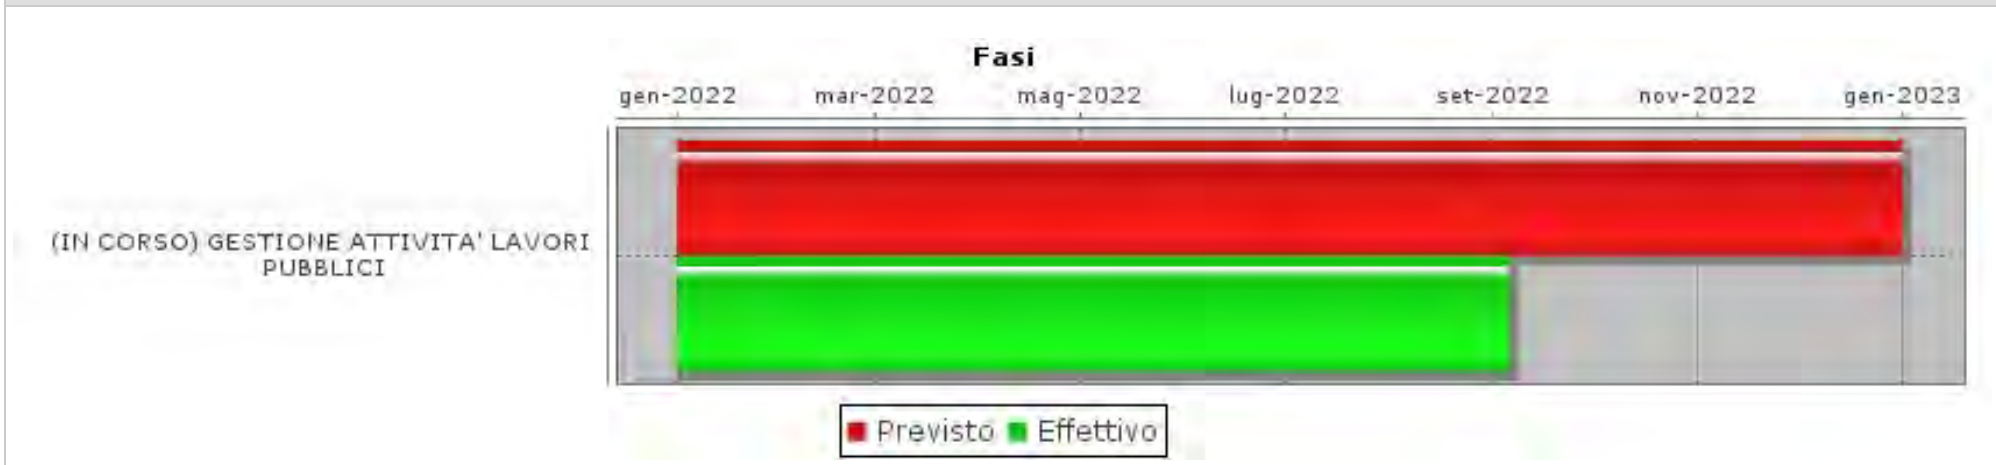 Fasi
gen-2022 mar-2022 mag-2022 lug-2022 set-2022 nov-2022 gen-2023
(IN CORSO) GESTIONE ATTIVITA' LAVORI
PUBBLICI
Previsto Effettivo